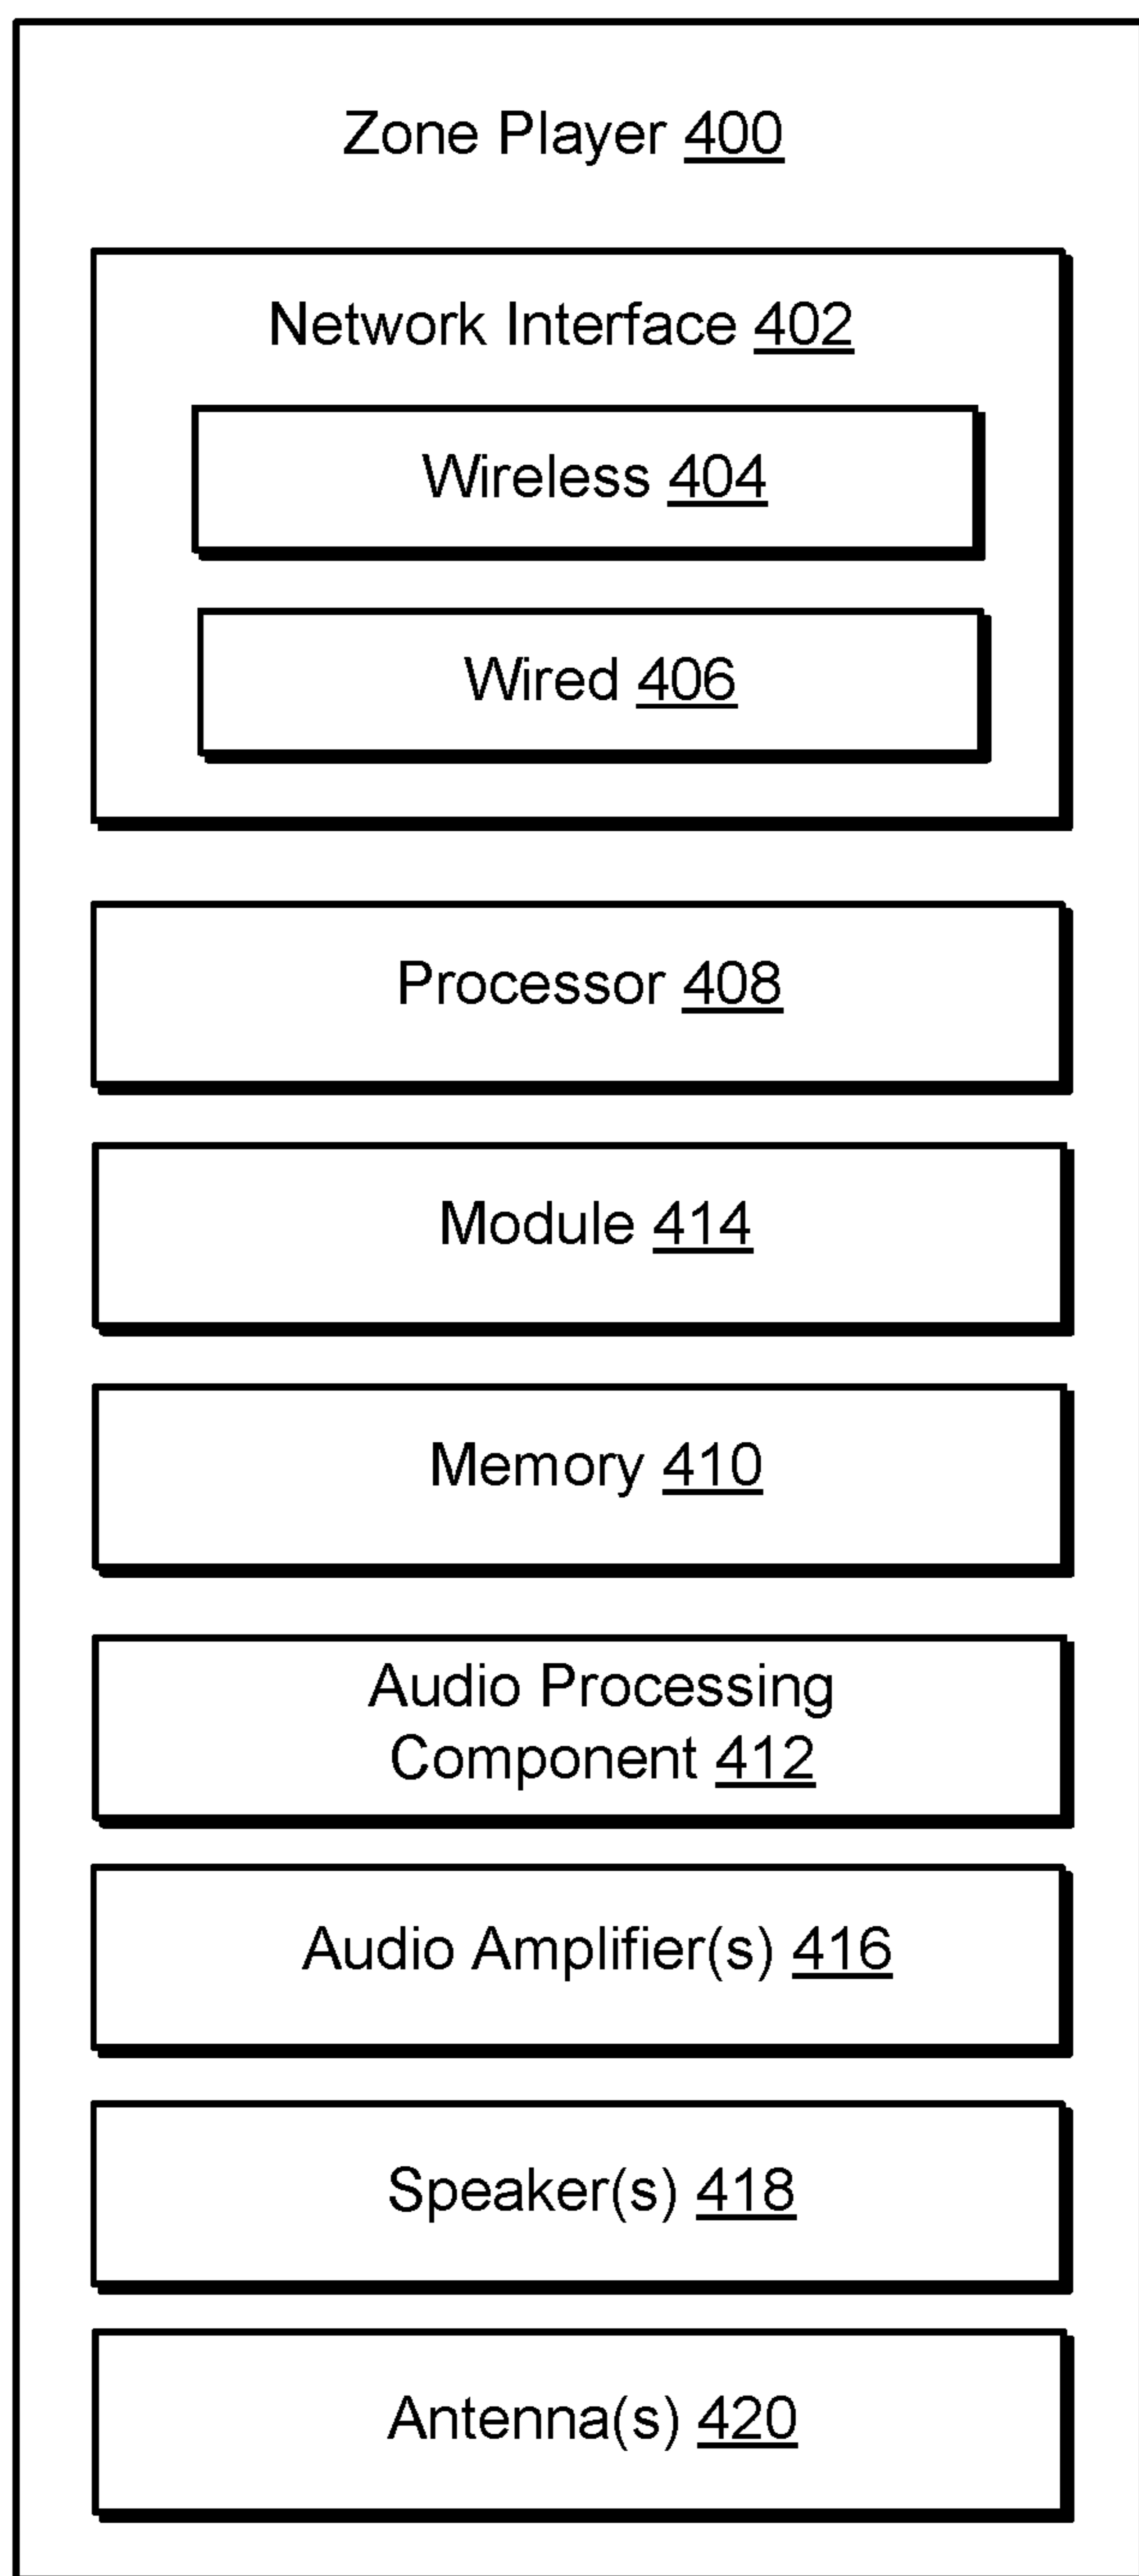 Zone Player 400
Network Interface 402
Wireless 404
Wired 406
Processor 408
Module 414
Memory 410
Audio Processing
Component 412
Audio Amplifier(s) 416
Speaker(s) 418
Antenna(s) 420